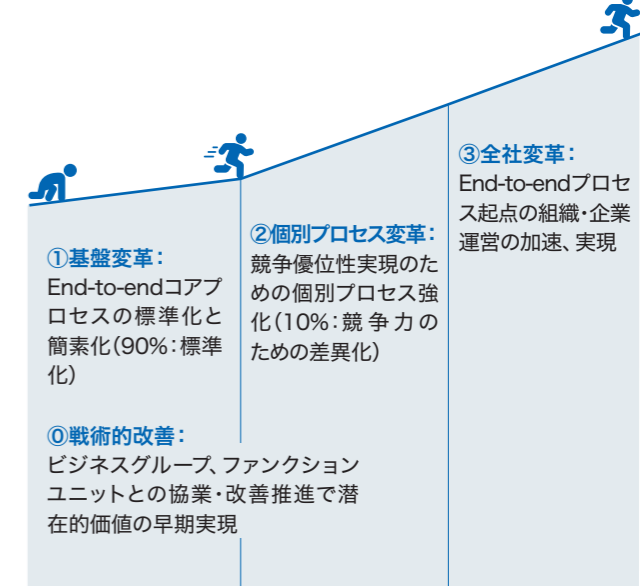 ①基盤変革：
End-to-endコアプ
ロセスの標準化と
簡素化（90％：標準
化）
⓪戦術的改善：
ビジネスグループ、ファンクション
ユニットとの協業・改善推進で潜
在的価値の早期実現
②個別プロセス変革：
競争優位性実現のた
めの個別プロセス強
化（10％：競争力の
ための差異化）
③全社変革：
End-to-endプロセ
ス起点の組織・企業
運営の加速、実現